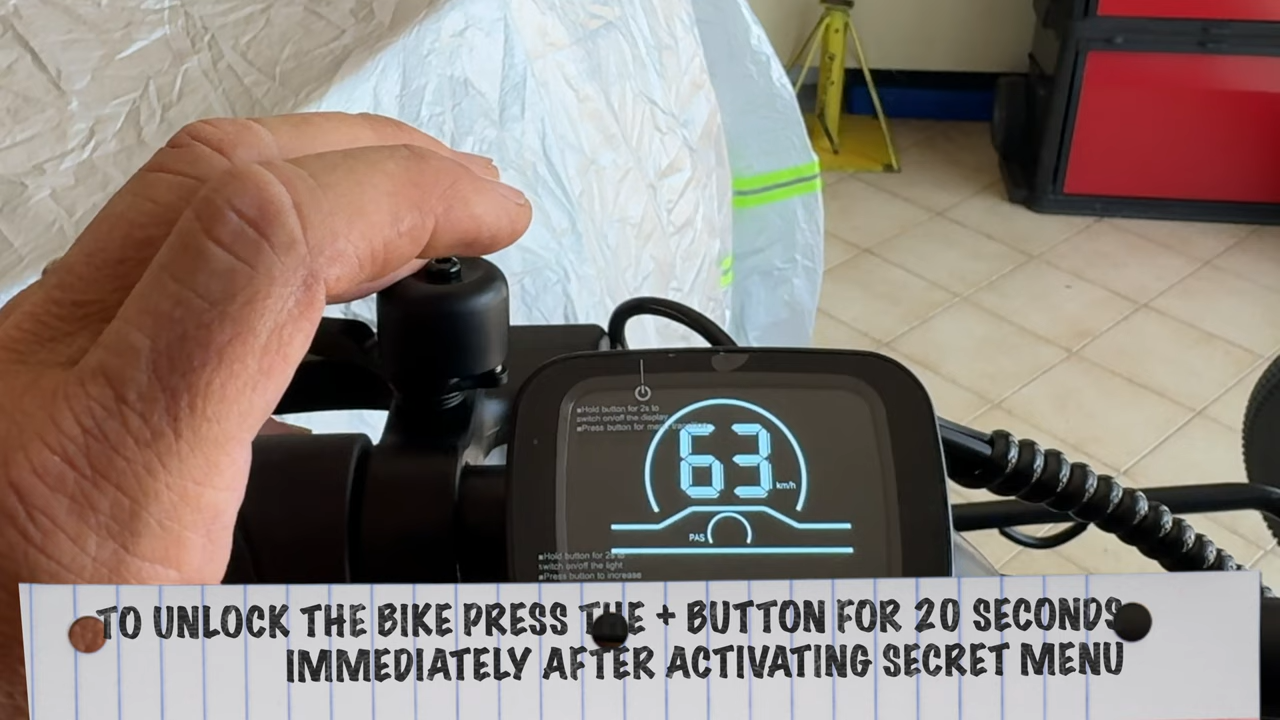 ■Hold button for 2s to
switch on/off the display
■Press button for menu
63
km/h
PAS
■Hold button for 2s to
switch on/off the light
■Press button to increase
TO UNLOCK THE BIKE PRESS THE + BUTTON FOR 20 SECONDS
IMMEDIATELY AFTER ACTIVATING SECRET MENU